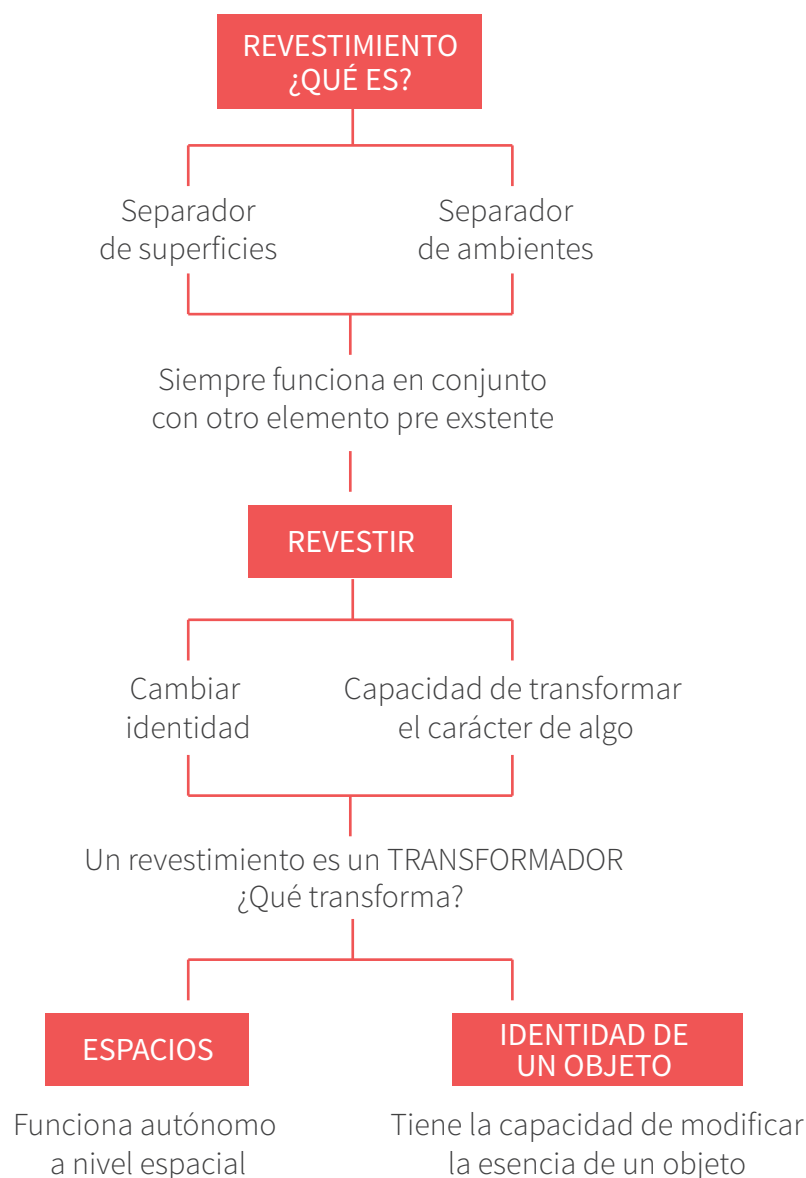 REVESTIMIENTO
¿QUÉ ES?
Separador
de superficies
Separador
de ambientes
Siempre funciona en conjunto
con otro elemento pre exstente
REVESTIR
Cambiar
identidad
Capacidad de transformar
el carácter de algo
Un revestimiento es un TRANSFORMADOR
¿Qué transforma?
ESPACIOS
Funciona autónomo
a nivel espacial
IDENTIDAD DE
UN OBJETO
Tiene la capacidad de modificar
la esencia de un objeto